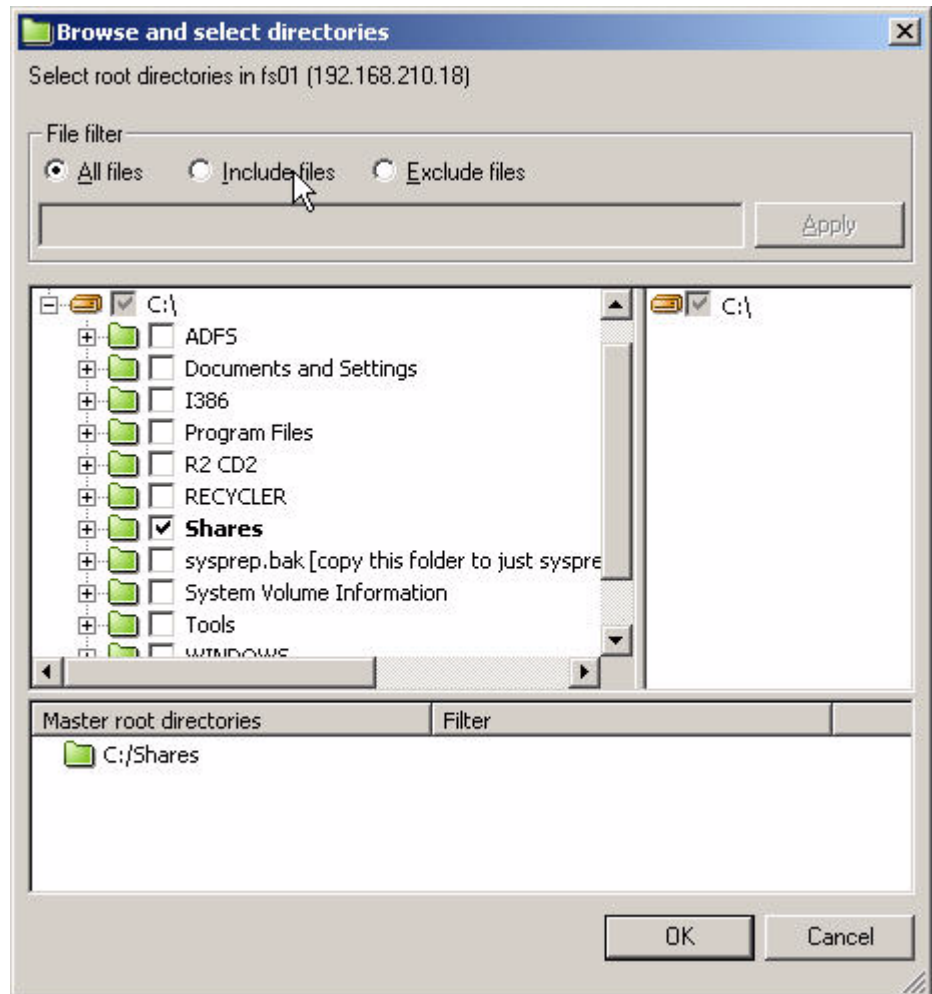 Browse and select directories
Select root directories in fs01 (192.168.210.18)
File filter
All files Include files Exclude files
Apply
C:\ C:\
ADFS
Documents and Settings
I386
Program Files
R2 CD2
RECYCLER
Shares
sysprep.bak [copy this folder to just syspre
System Volume Information
Tools
WINDOWS
Master root directories Filter
C:/Shares
OK Cancel